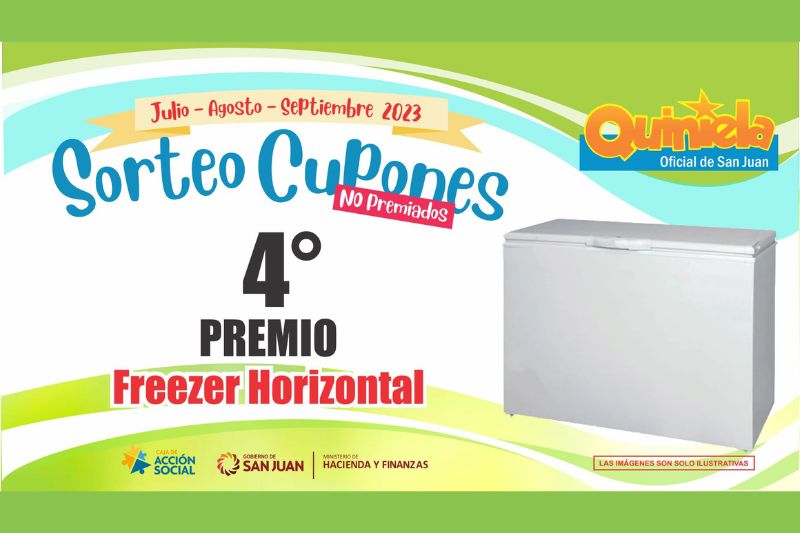 Julio - Agosto - Septiembre 2023
Sorteo Cupones
NO Premiados
Quiniela
Oficial de San Juan
4°
PREMIO
Freezer Horizontal
CAJA DE
ACCIÓN
SOCIAL
GOBIERNO DE
SAN JUAN
MINISTERIO DE
HACIENDA Y FINANZAS
LAS IMÁGENES SON SOLO ILUSTRATIVAS